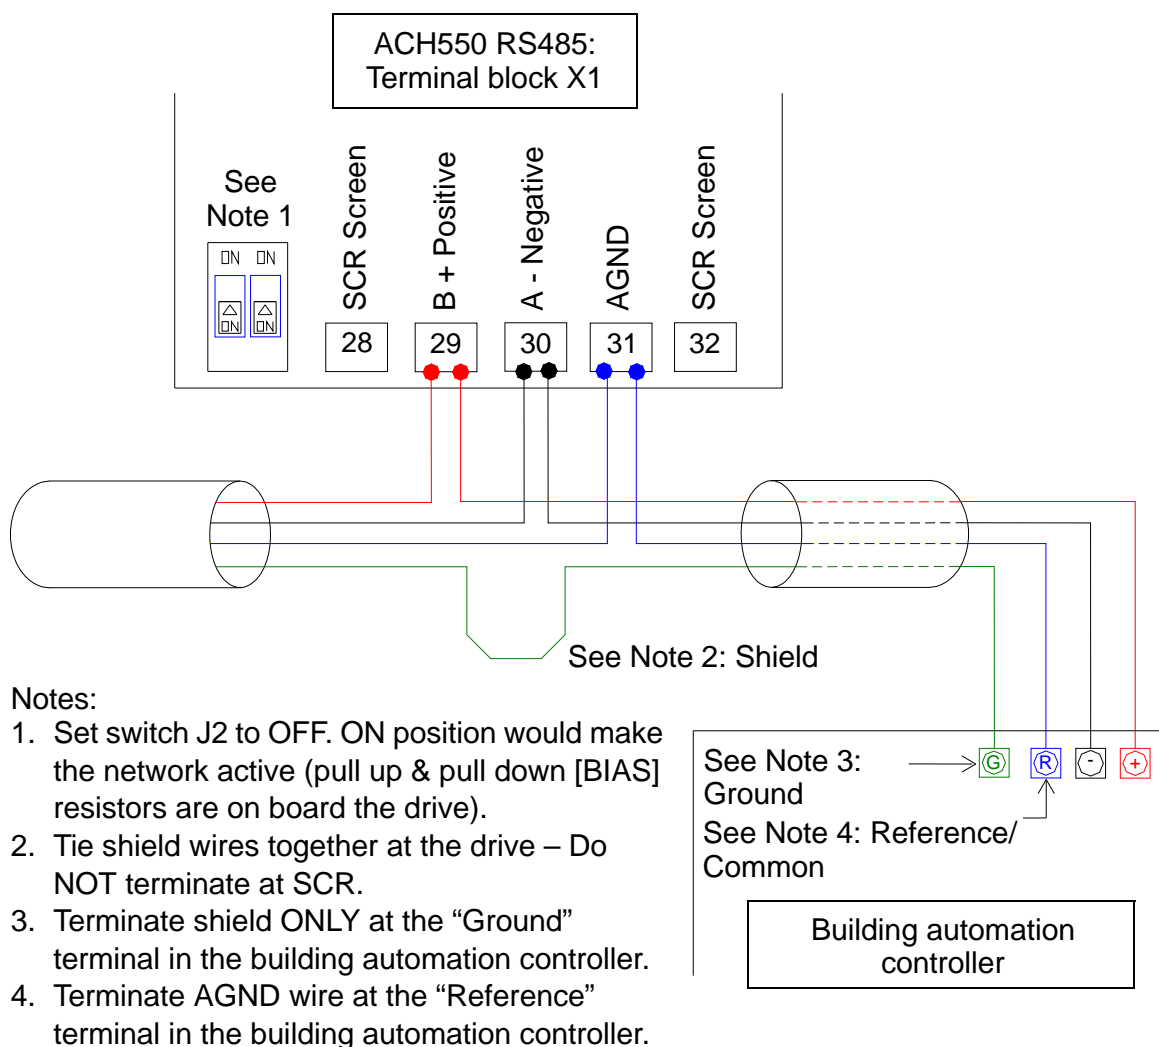 ACH550 RS485:
Terminal block X1
See
Note 1
ON ON
ON ON
SCR Screen
B + Positive
A - Negative
AGND
SCR Screen
28 29 30 31 32
See Note 2: Shield
Notes:
1. Set switch J2 to OFF. ON position would make
the network active (pull up & pull down [BIAS]
resistors are on board the drive).
2. Tie shield wires together at the drive – Do
NOT terminate at SCR.
3. Terminate shield ONLY at the “Ground”
terminal in the building automation controller.
4. Terminate AGND wire at the “Reference”
terminal in the building automation controller.
See Note 3:
Ground
G R - +
See Note 4: Reference/
Common
Building automation
controller